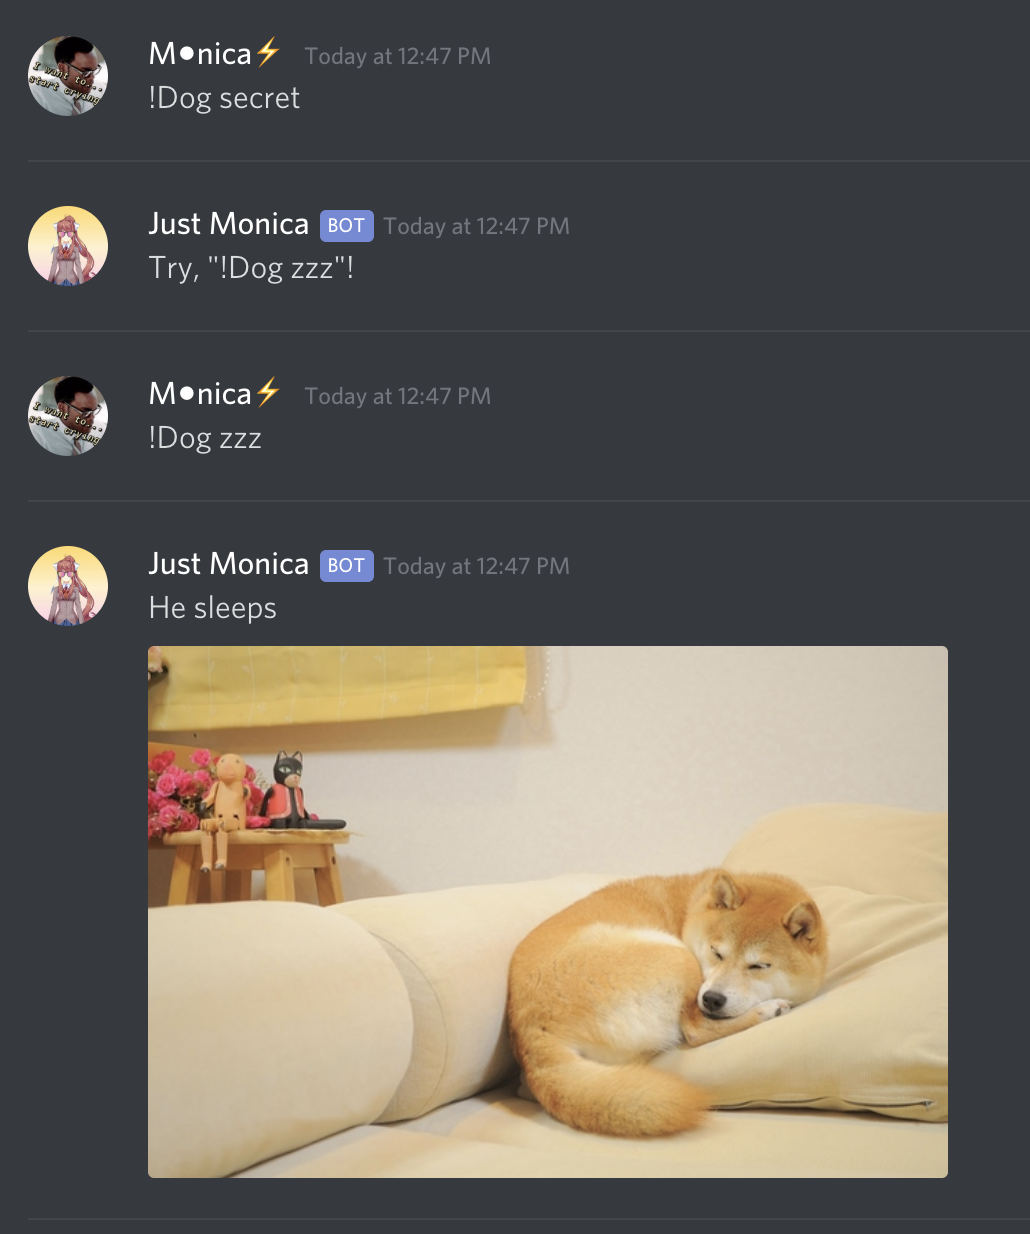 M●nica⚡ Today at 12:47 PM
!Dog secret
I want to...
start crying
Just Monica BOT Today at 12:47 PM
Try, "!Dog zzz"!
M●nica⚡ Today at 12:47 PM
!Dog zzz
I want to...
start crying
Just Monica BOT Today at 12:47 PM
He sleeps